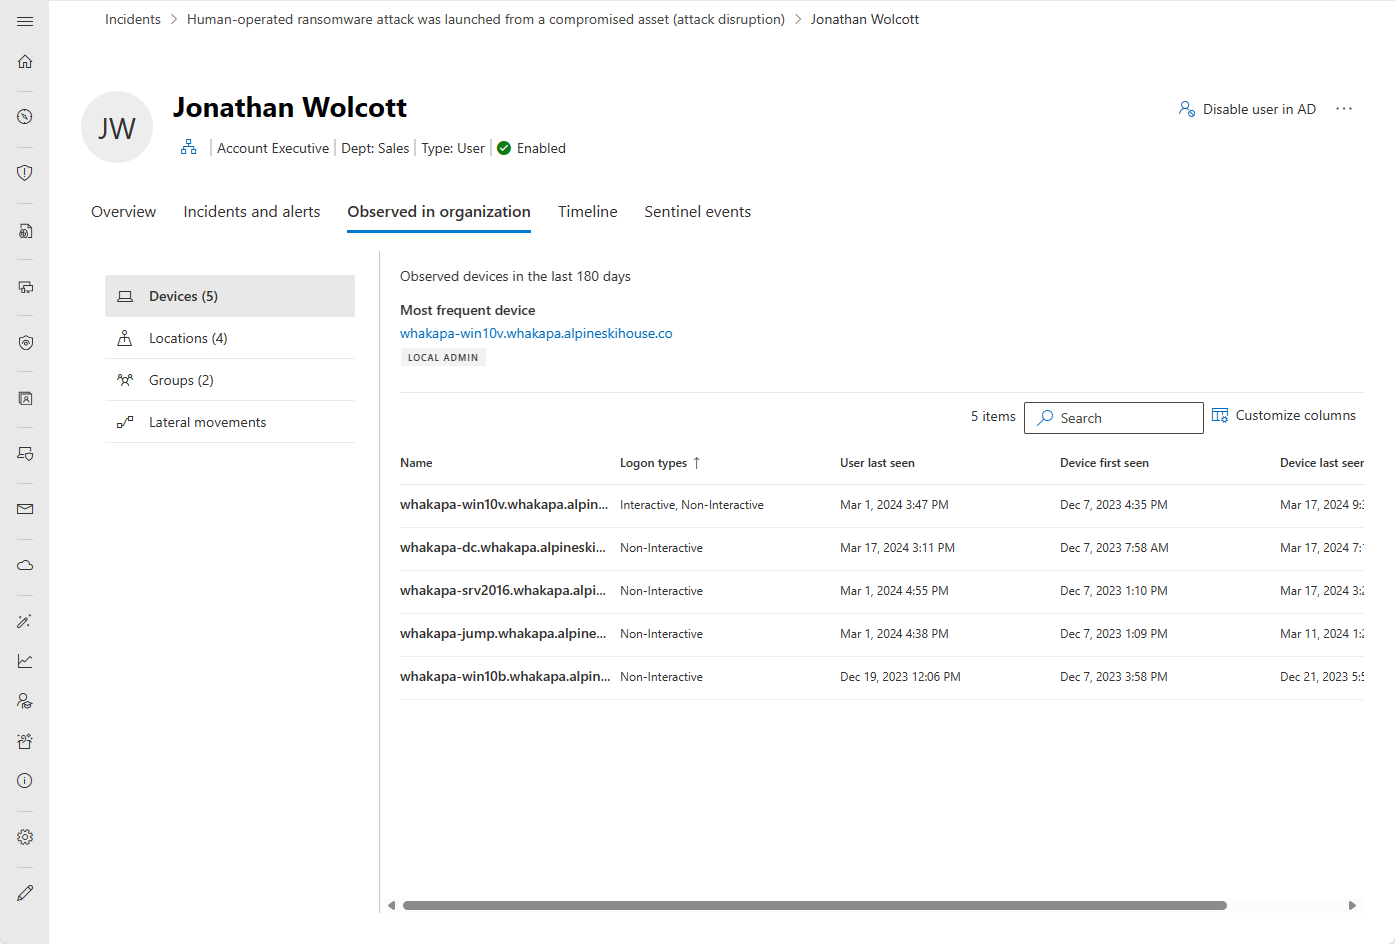 Incidents > Human-operated ransomware attack was launched from a compromised asset (attack disruption) > Jonathan Wolcott
JW
Jonathan Wolcott
Disable user in AD ...
Account Executive | Dept: Sales | Type: User | Enabled
Overview Incidents and alerts Observed in organization Timeline Sentinel events
Devices (5)
Locations (4)
Groups (2)
Lateral movements
Observed devices in the last 180 days
Most frequent device
whakapa-win10v.whakapa.alpineskihouse.co
LOCAL ADMIN
5 items Search Customize columns
Name Logon types ↑ User last seen Device first seen Device last seen
whakapa-win10v.whakapa.alpin... Interactive, Non-Interactive Mar 1, 2024 3:47 PM Dec 7, 2023 4:35 PM Mar 17, 2024 9:3
whakapa-dc.whakapa.alpineski... Non-Interactive Mar 17, 2024 3:11 PM Dec 7, 2023 7:58 AM Mar 17, 2024 7:1
whakapa-srv2016.whakapa.alpi... Non-Interactive Mar 1, 2024 4:55 PM Dec 7, 2023 1:10 PM Mar 17, 2024 3:2
whakapa-jump.whakapa.alpine... Non-Interactive Mar 1, 2024 4:38 PM Dec 7, 2023 1:09 PM Mar 11, 2024 1:2
whakapa-win10b.whakapa.alpin... Non-Interactive Dec 19, 2023 12:06 PM Dec 7, 2023 3:58 PM Dec 21, 2023 5:5